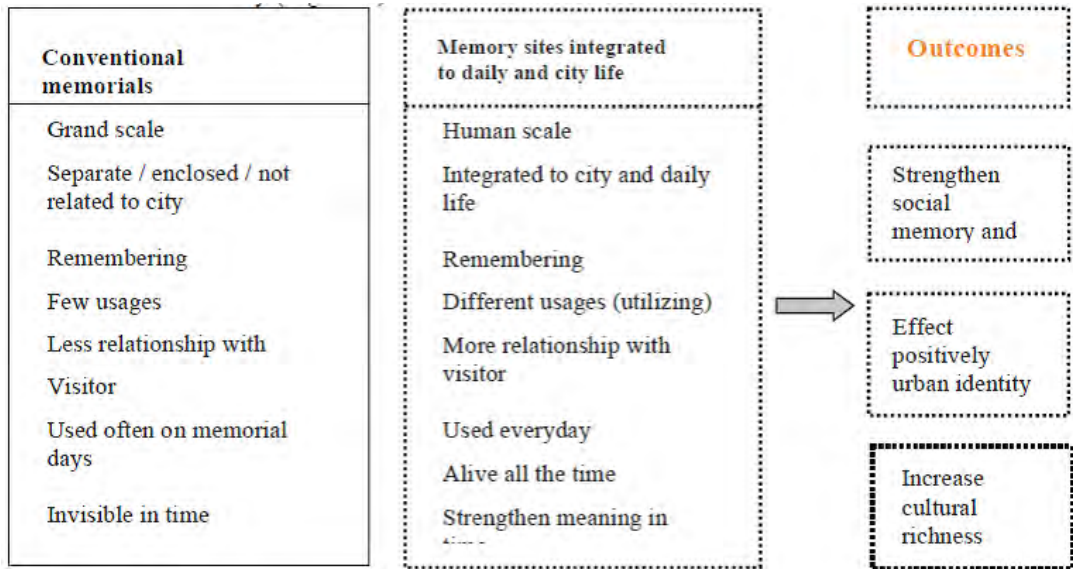 Conventional
memorials
Grand scale
Separate / enclosed / not
related to city
Remembering
Few usages
Less relationship with
Visitor
Used often on memorial
days
Invisible in time
Memory sites integrated
to daily and city life
Human scale
Integrated to city and daily
life
Remembering
Different usages (utilizing)
More relationship with
visitor
Used everyday
Alive all the time
Strengthen meaning in
Outcomes
Strengthen
social
memory and
Effect
positively
urban identity
Increase
cultural
richness